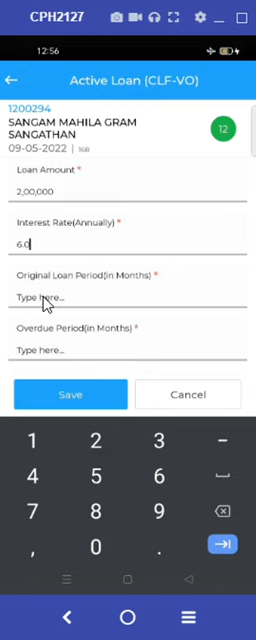 CPH2127
12:56
Active Loan (CLF-VO)
1200294
SANGAM MAHILA GRAM
SANGATHAN
12
09-05-2022 | 168
Loan Amount *
2,00,000
Interest Rate(Annually) *
6.0
Original Loan Period(in Months) *
Type here...
Overdue Period(in Months) *
Type here...
Save Cancel
1 2 3 -
4 5 6
7 8 9
, 0 .